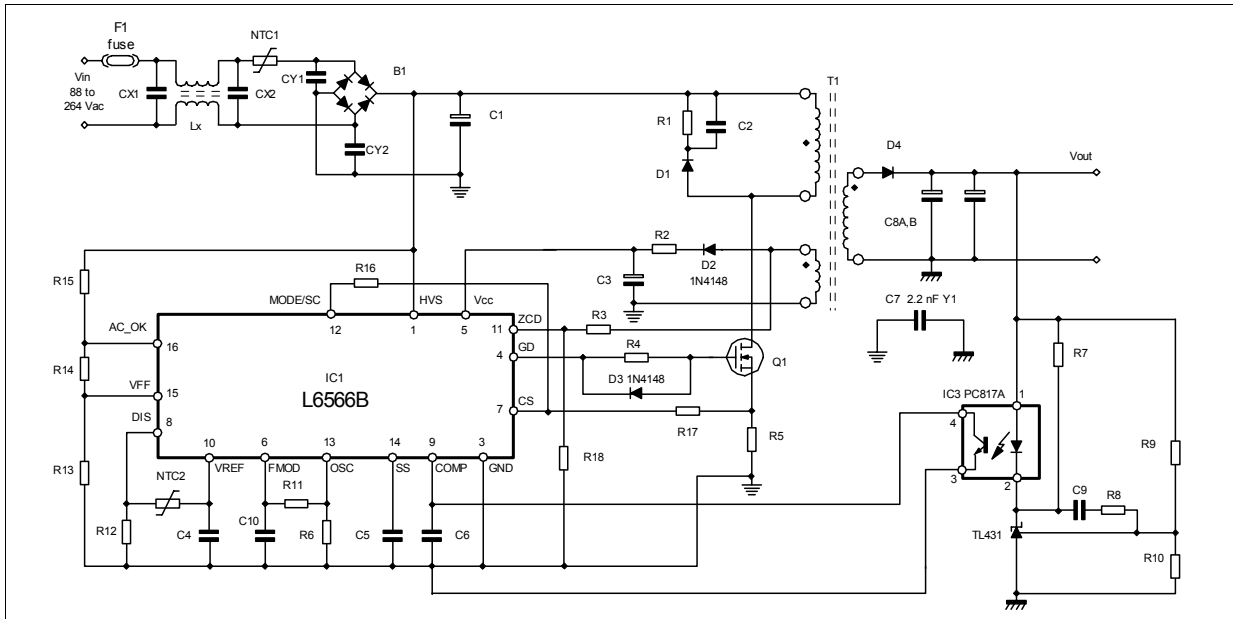 F1
fuse
NTC1
Vin
88 to
264 Vac
CX1
Lx
CX2
CY1
B1
CY2
C1
R1
C2
D1
T1
D4
Vout
C8A,B
R15
R16
MODE/SC
HVS
Vcc
12
1
5
C3
R2
D2
1N4148
C7 2.2 nF Y1
AC_OK
16
R14
VFF
15
DIS
8
IC1
L6566B
ZCD
11
R3
GD
4
R4
D3 1N4148
Q1
CS
7
R17
R5
R18
R7
IC3 PC817A
1
4
3
2
R9
R13
10
6
13
14
9
3
VREF
FMOD
OSC
SS
COMP
GND
NTC2
R11
R12
C4
C10
R6
C5
C6
C9
R8
TL431
R10